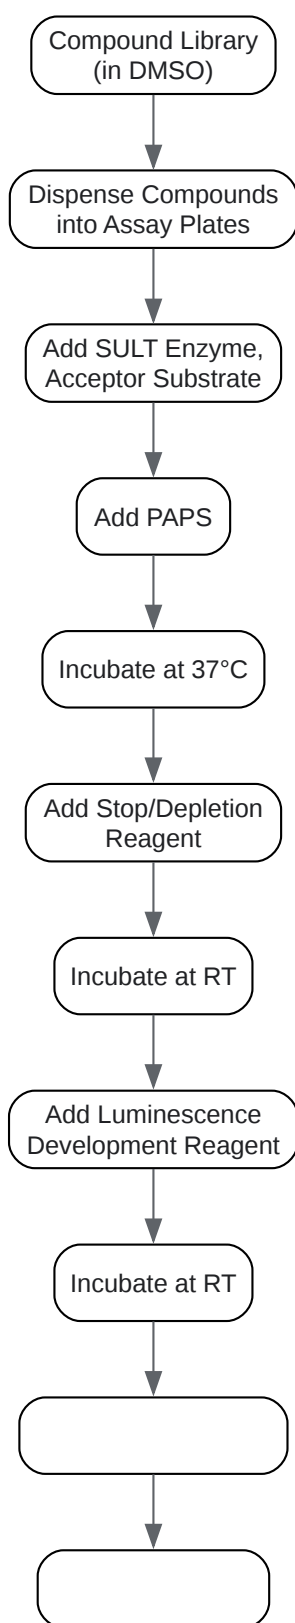 Compound Library
(in DMSO)
Dispense Compounds
into Assay Plates
Add SULT Enzyme,
Acceptor Substrate
Add PAPS
Incubate at 37°C
Add Stop/Depletion
Reagent
Incubate at RT
Add Luminescence
Development Reagent
Incubate at RT